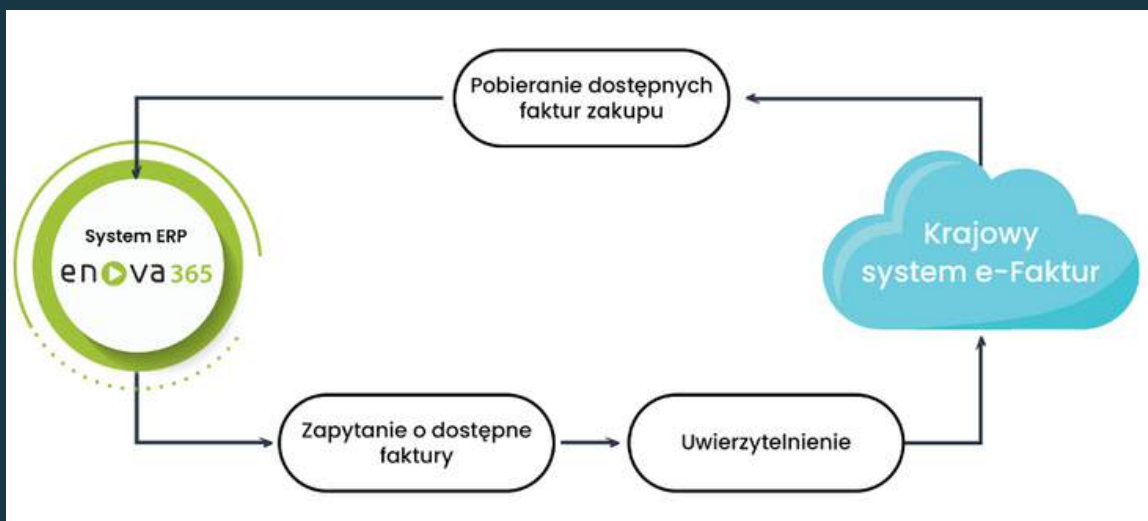 Pobieranie dostępnych
faktur zakupu
System ERP
enova365
Krajowy
system e-Faktur
Zapytanie o dostępne
faktury
Uwierzytelnienie